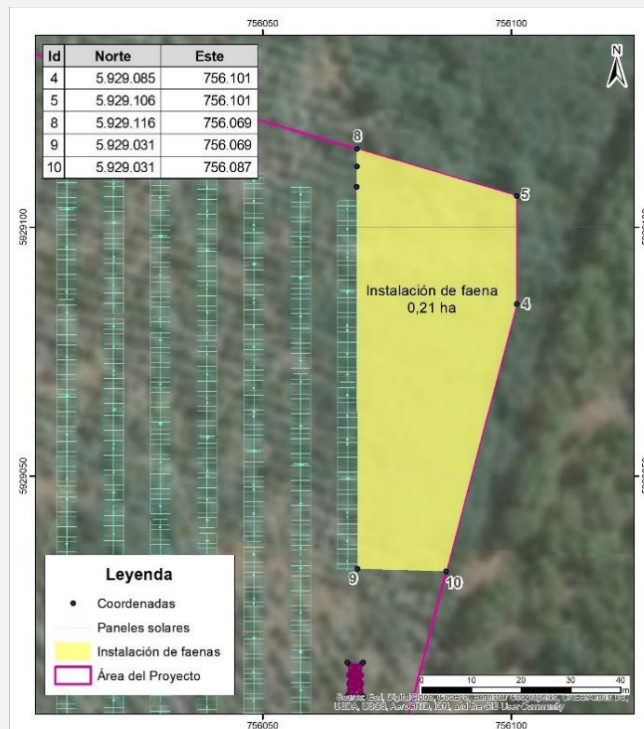 756050 756100
Id Norte Este
4 5.929.085 756.101
5 5.929.106 756.101
8 5.929.116 756.069
9 5.929.031 756.069
10 5.929.031 756.087
N
8
5
5929100
Instalación de faena
0,21 ha
4
9
10
Leyenda
Coordenadas
Paneles solares
Instalación de faenas
Área del Proyecto
0 5 10 20 30 40
m
756050 756100